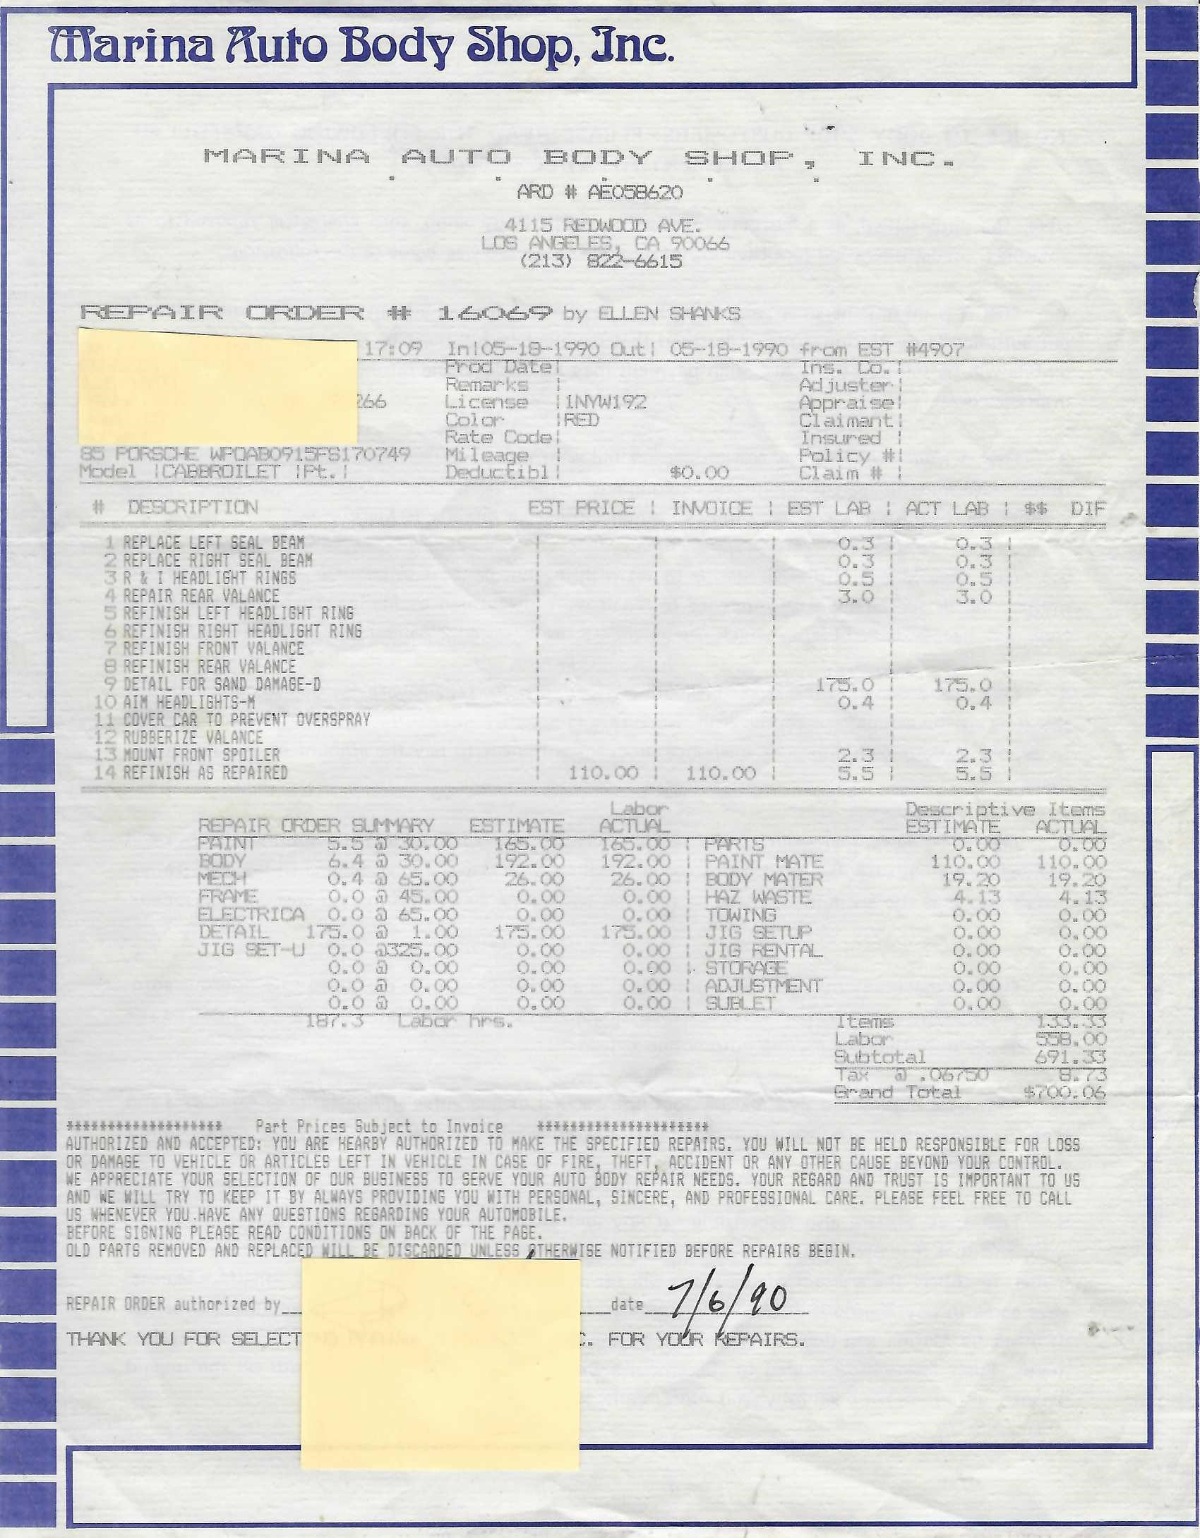 Marina Auto Body Shop, Inc.
MARINA AUTO BODY SHOP, INC.
ARD # AE058620
4115 REDWOOD AVE.
LOS ANGELES, CA 90066
(213) 822-6615
REPAIR ORDER # 16069 by ELLEN SHANKS
17:09 In|05-18-1990 Out| 05-18-1990 from EST #4907
Prod Date| Ins. Co.|
Remarks | Adjuster|
266 License |1NYW192 Appraise|
Color |RED Claimant|
Rate Code| Insured |
85 PORSCHE WPOAB0915FS170749 Mileage | Policy #|
Model |CABBROILET |Pt.| Deductibl| $0.00 Claim # |
# DESCRIPTION EST PRICE | INVOICE | EST LAB | ACT LAB | $$ DIF
1 REPLACE LEFT SEAL BEAM 0.3 0.3
2 REPLACE RIGHT SEAL BEAM 0.3 0.3
3 R & I HEADLIGHT RINGS 0.5 0.5
4 REPAIR REAR VALANCE 3.0 3.0
5 REFINISH LEFT HEADLIGHT RING
6 REFINISH RIGHT HEADLIGHT RING
7 REFINISH FRONT VALANCE
8 REFINISH REAR VALANCE
9 DETAIL FOR SAND DAMAGE-D 175.0 175.0
10 AIM HEADLIGHTS-M 0.4 0.4
11 COVER CAR TO PREVENT OVERSPRAY
12 RUBBERIZE VALANCE
13 MOUNT FRONT SPOILER 2.3 2.3
14 REFINISH AS REPAIRED 110.00 110.00 5.5 5.5
Labor Descriptive Items
REPAIR ORDER SUMMARY ESTIMATE ACTUAL ESTIMATE ACTUAL
PAINT 5.5 @ 30.00 165.00 165.00 | PARTS 0.00 0.00
BODY 6.4 @ 30.00 192.00 192.00 | PAINT MATE 110.00 110.00
MECH 0.4 @ 65.00 26.00 26.00 | BODY MATER 19.20 19.20
FRAME 0.0 @ 45.00 0.00 0.00 | HAZ WASTE 4.13 4.13
ELECTRICA 0.0 @ 65.00 0.00 0.00 | TOWING 0.00 0.00
DETAIL 175.0 @ 1.00 175.00 175.00 | JIG SETUP 0.00 0.00
JIG SET-U 0.0 @325.00 0.00 0.00 | JIG RENTAL 0.00 0.00
0.0 @ 0.00 0.00 0.00 | STORAGE 0.00 0.00
0.0 @ 0.00 0.00 0.00 | ADJUSTMENT 0.00 0.00
0.0 @ 0.00 0.00 0.00 | SUBLET 0.00 0.00
187.3 Labor hrs. Items 133.33
Labor 558.00
Subtotal 691.33
Tax @ .06750 8.73
Grand Total $700.06
****************** Part Prices Subject to Invoice ********************
AUTHORIZED AND ACCEPTED: YOU ARE HEARBY AUTHORIZED TO MAKE THE SPECIFIED REPAIRS. YOU WILL NOT BE HELD RESPONSIBLE FOR LOSS
OR DAMAGE TO VEHICLE OR ARTICLES LEFT IN VEHICLE IN CASE OF FIRE, THEFT, ACCIDENT OR ANY OTHER CAUSE BEYOND YOUR CONTROL.
WE APPRECIATE YOUR SELECTION OF OUR BUSINESS TO SERVE YOUR AUTO BODY REPAIR NEEDS. YOUR REGARD AND TRUST IS IMPORTANT TO US
AND WE WILL TRY TO KEEP IT BY ALWAYS PROVIDING YOU WITH PERSONAL, SINCERE, AND PROFESSIONAL CARE. PLEASE FEEL FREE TO CALL
US WHENEVER YOU HAVE ANY QUESTIONS REGARDING YOUR AUTOMOBILE.
BEFORE SIGNING PLEASE READ CONDITIONS ON BACK OF THE PAGE.
OLD PARTS REMOVED AND REPLACED WILL BE DISCARDED UNLESS OTHERWISE NOTIFIED BEFORE REPAIRS BEGIN.
REPAIR ORDER authorized by date 7/6/90
THANK YOU FOR SELECT C. FOR YOUR REPAIRS.